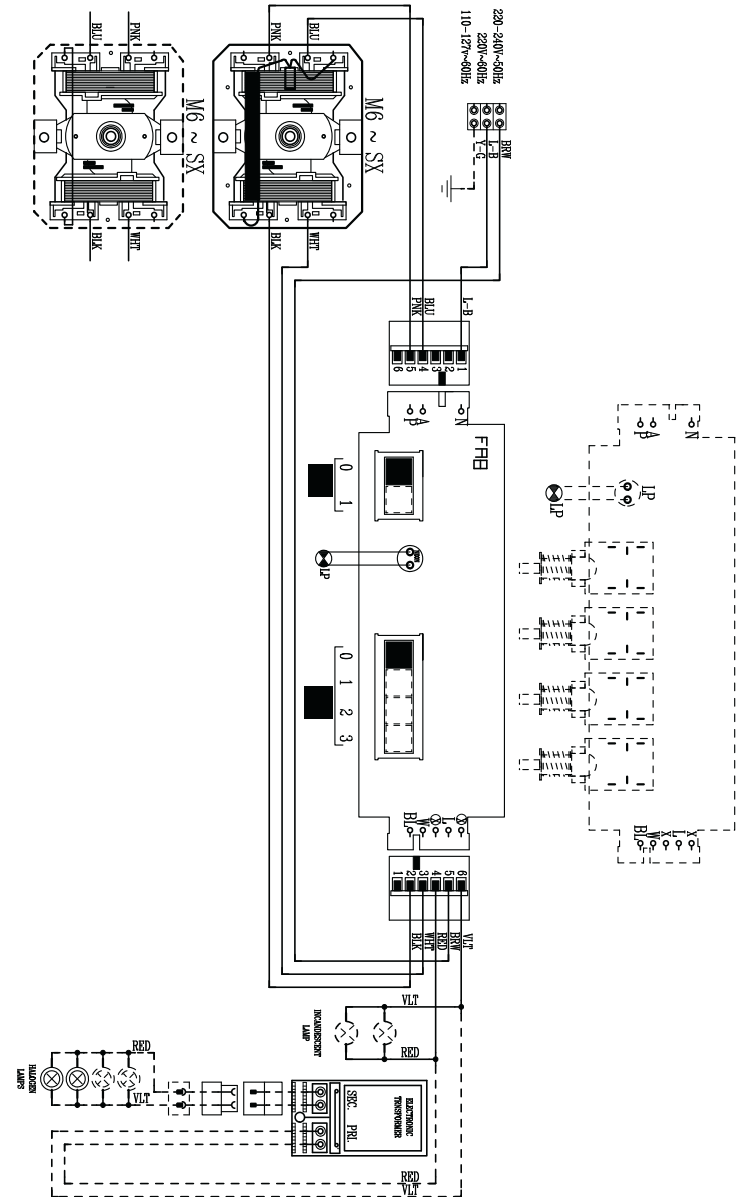 220-240V~50Hz
220V~60Hz
110-127v~60Hz
BRW
L-B
Y-G
BLU
PNK
M6 ~ SX
BLK
WHT
PNK
BLU
M6 ~ SX
BLK
WHT
L-B
BLU
PNK
6 5 4 3 2 1
P A N
FAB
0 1
LP
0 1 2 3
BL W X L X
1 2 3 4 5 6
BLK
WHT
RED
BRW
VLT
P A N
LP
LP
BL W X L X
VLT
RED
INCANDESCENT
LAMP
RED
VLT
HALOGEN
LAMPS
SEC. PRI.
ELECTRONIC
TRANSFORMER
RED
VLT